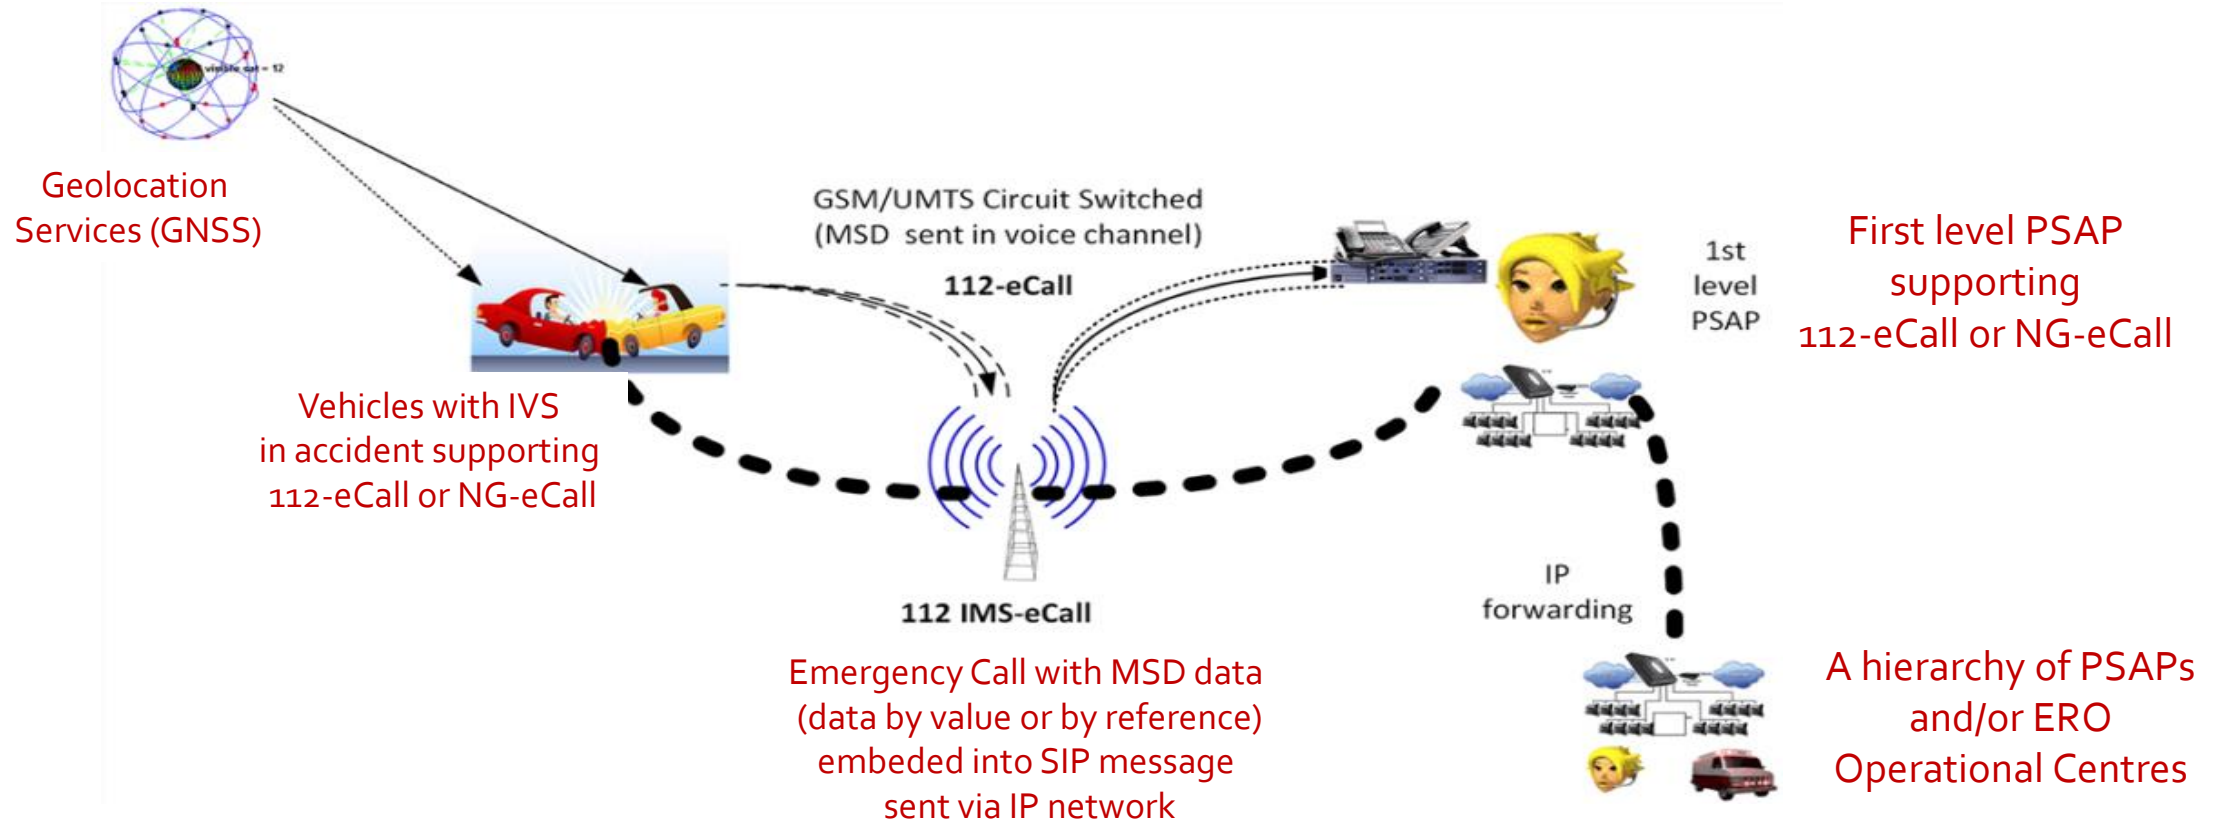 visible sat = 12
Geolocation
Services (GNSS)
GSM/UMTS Circuit Switched
(MSD sent in voice channel)
112-eCall
1st
level
PSAP
First level PSAP
supporting
112-eCall or NG-eCall
Vehicles with IVS
in accident supporting
112-eCall or NG-eCall
112 IMS-eCall
Emergency Call with MSD data
(data by value or by reference)
embeded into SIP message
sent via IP network
IP
forwarding
A hierarchy of PSAPs
and/or ERO
Operational Centres